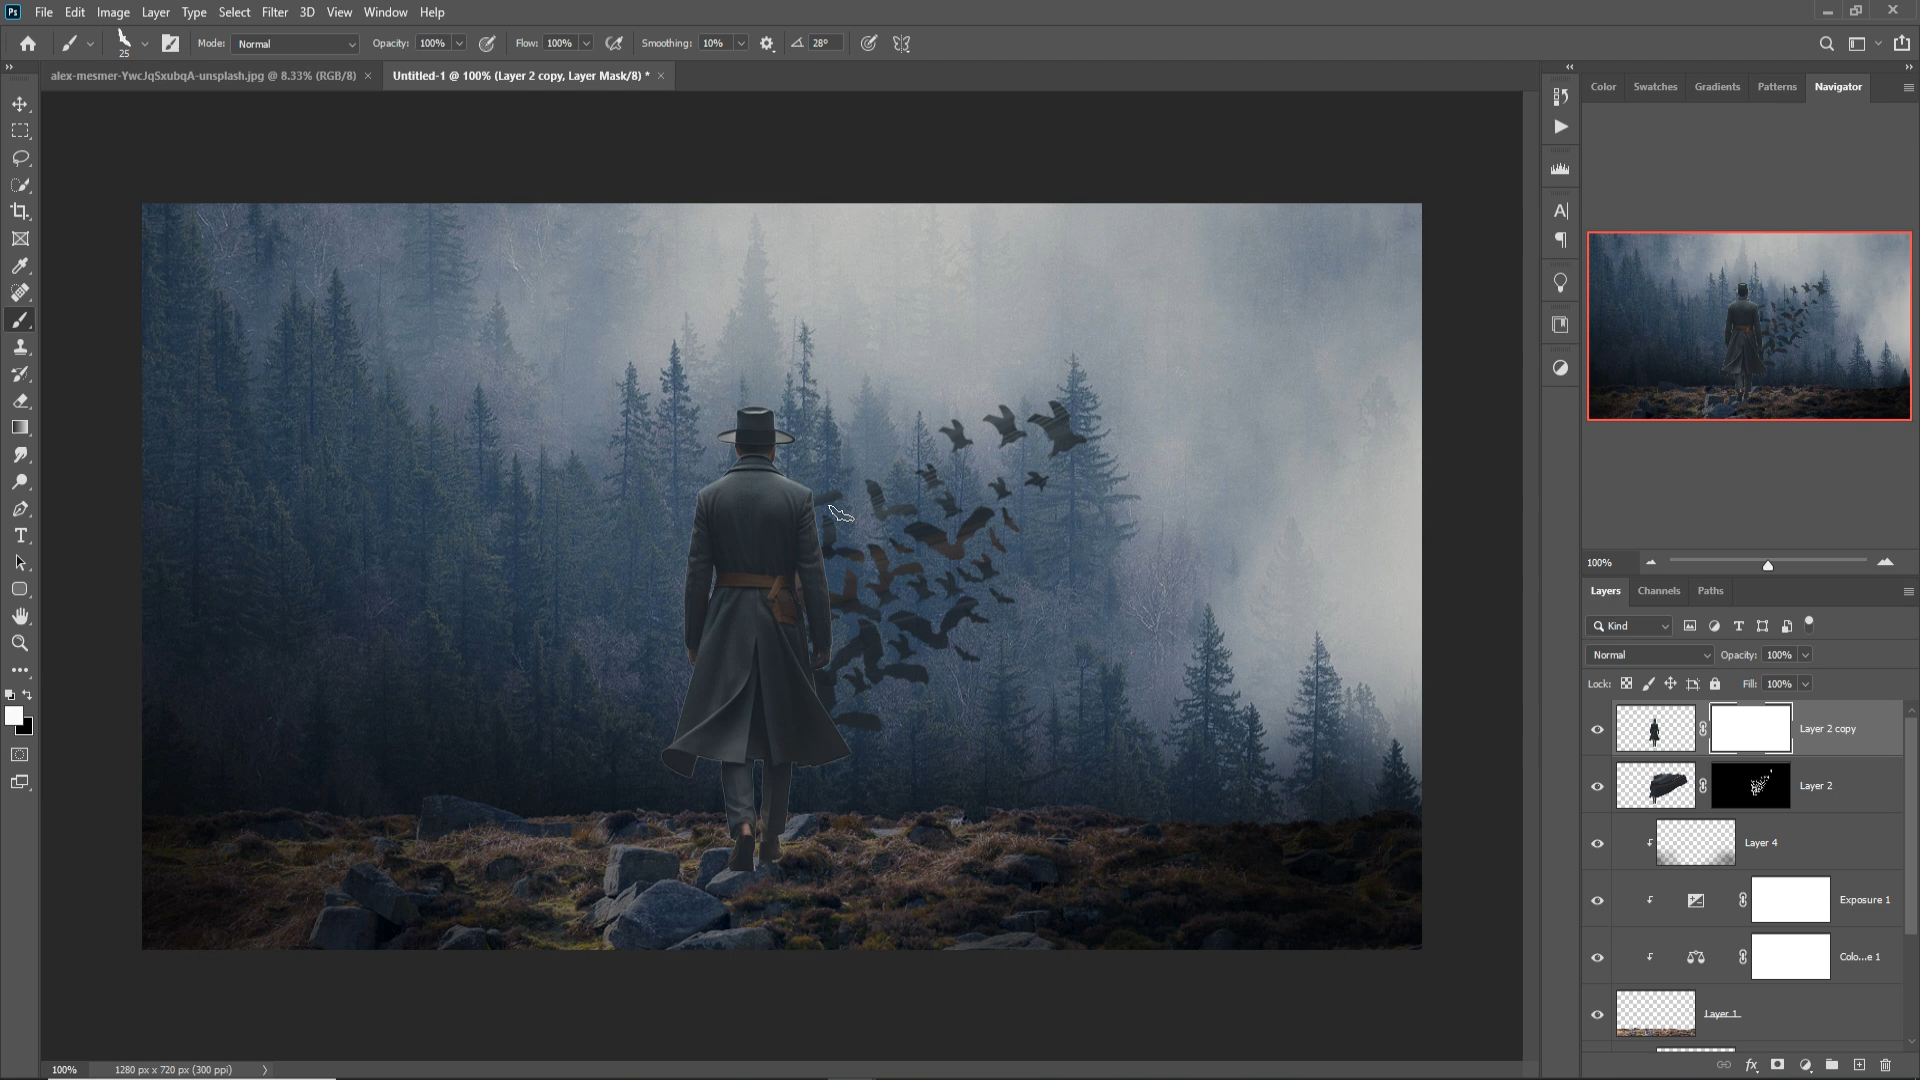 Ps File Edit Image Layer Type Select Filter 3D View Window Help
25 Mode: Normal Opacity: 100% Flow: 100% Smoothing: 10% 28°
alex-mesmer-YwcJqSxubqA-unsplash.jpg @ 8.33% (RGB/8) × Untitled-1 @ 100% (Layer 2 copy, Layer Mask/8) * ×
Color Swatches Gradients Patterns Navigator
100%
Layers Channels Paths
Kind
Normal Opacity: 100%
Lock: Fill: 100%
Layer 2 copy
Layer 2
Layer 4
Exposure 1
Colo...e 1
Layer 1
fx
100% 1280 px x 720 px (300 ppi)